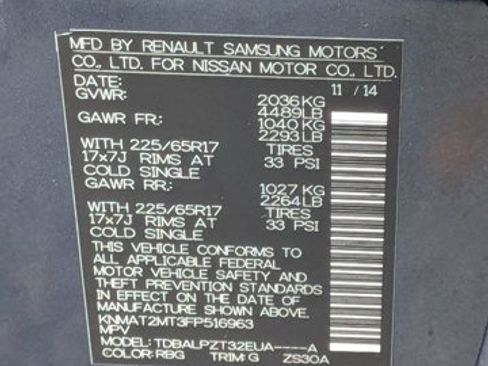 MFD BY RENAULT SAMSUNG MOTORS
CO., LTD. FOR NISSAN MOTOR CO., LTD.
DATE: 11 / 14
GVWR: 2036 KG
4489 LB
GAWR FR: 1040 KG
2293 LB
WITH 225/65R17 TIRES
17x7J RIMS AT 33 PSI
COLD SINGLE
GAWR RR: 1027 KG
2264 LB
WITH 225/65R17 TIRES
17x7J RIMS AT 33 PSI
COLD SINGLE
THIS VEHICLE CONFORMS TO
ALL APPLICABLE FEDERAL
MOTOR VEHICLE SAFETY AND
THEFT PREVENTION STANDARDS
IN EFFECT ON THE DATE OF
MANUFACTURE SHOWN ABOVE
KNMAT2MT3FP516963
MPV
MODEL: TDBALPZT32EUA----A
COLOR: RBG TRIM: G ZS30A